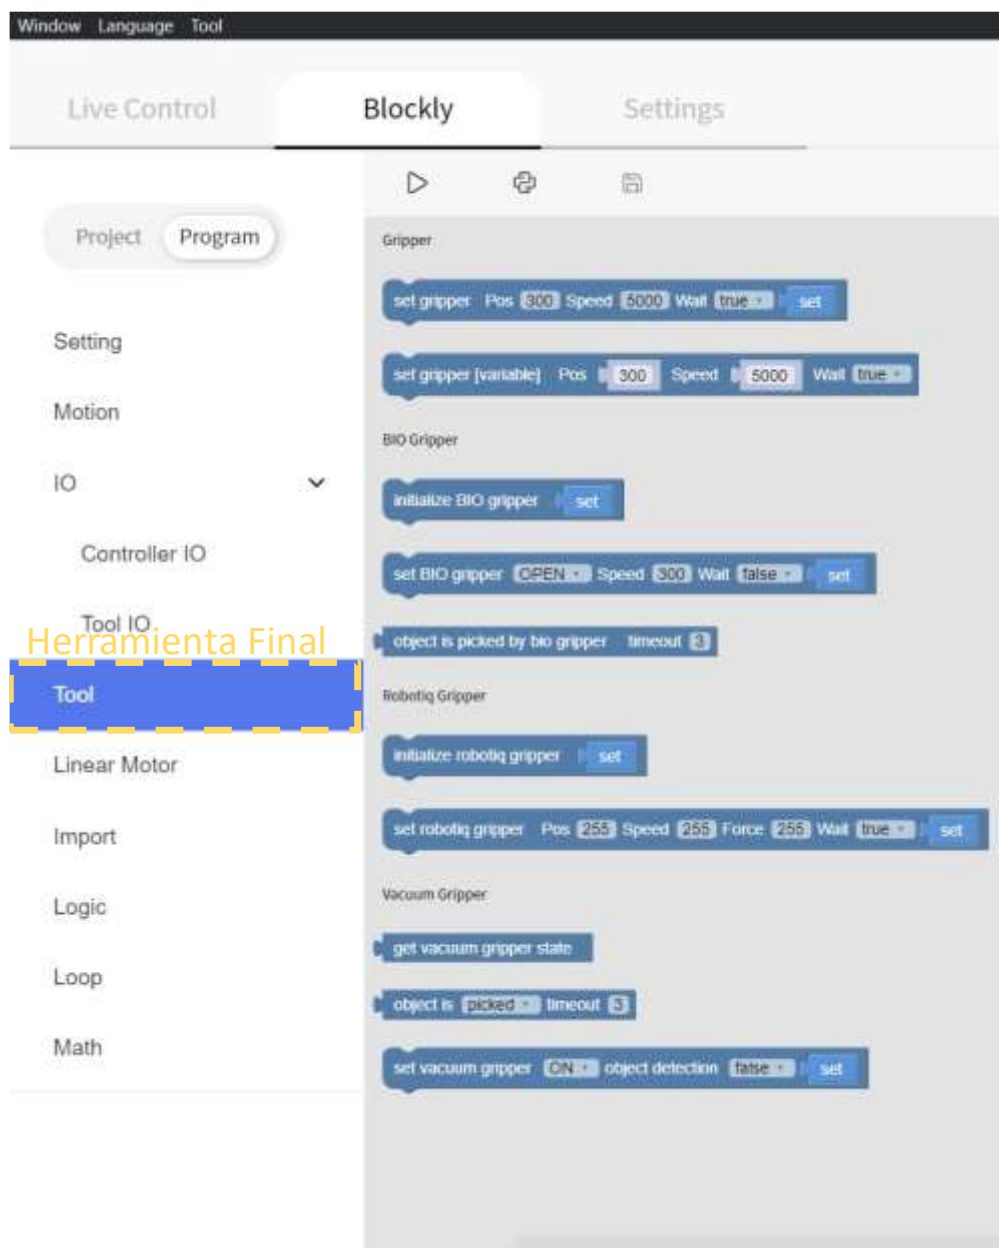 Window Language Tool
Live Control Blockly Settings
Project Program
Setting
Motion
IO
Controller IO
Tool IO
Herramienta Final
Tool
Linear Motor
Import
Logic
Loop
Math
Gripper
set gripper Pos 300 Speed 5000 Wait true set
set gripper [variable] Pos 300 Speed 5000 Wait true
BIO Gripper
initialize BIO gripper set
set BIO gripper OPEN Speed 300 Wait false set
object is picked by bio gripper timeout 3
Robotiq Gripper
initialize robotiq gripper set
set robotiq gripper Pos 255 Speed 255 Force 255 Wait true set
Vacuum Gripper
get vacuum gripper state
object is picked timeout 3
set vacuum gripper ON object detection false set